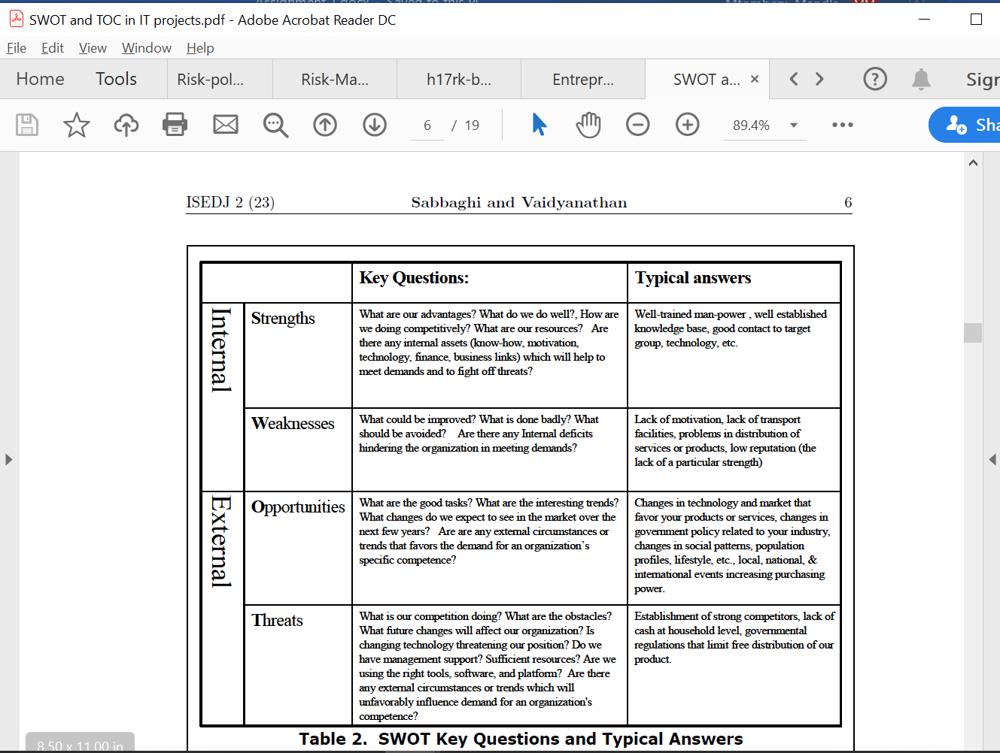 SWOT and TOC in IT projects.pdf - Adobe Acrobat Reader DC
File Edit View Window Help
Home Tools Risk-pol... Risk-Ma... h17rk-b... Entrepr... SWOT a... × ? Sign
6 / 19 89.4% Sha
ISEDJ 2 (23) Sabbaghi and Vaidyanathan 6
Key Questions: Typical answers
Internal
Strengths
What are our advantages? What do we do well?, How are
we doing competitively? What are our resources? Are
there any internal assets (know-how, motivation,
technology, finance, business links) which will help to
meet demands and to fight off threats?
Well-trained man-power , well established
knowledge base, good contact to target
group, technology, etc.
Weaknesses
What could be improved? What is done badly? What
should be avoided? Are there any Internal deficits
hindering the organization in meeting demands?
Lack of motivation, lack of transport
facilities, problems in distribution of
services or products, low reputation (the
lack of a particular strength)
External
Opportunities
What are the good tasks? What are the interesting trends?
What changes do we expect to see in the market over the
next few years? Are are any external circumstances or
trends that favors the demand for an organization's
specific competence?
Changes in technology and market that
favor your products or services, changes in
government policy related to your industry,
changes in social patterns, population
profiles, lifestyle, etc., local, national, &
international events increasing purchasing
power.
Threats
What is our competition doing? What are the obstacles?
What future changes will affect our organization? Is
changing technology threatening our position? Do we
have management support? Sufficient resources? Are we
using the right tools, software, and platform? Are there
any external circumstances or trends which will
unfavorably influence demand for an organization's
competence?
Establishment of strong competitors, lack of
cash at household level, governmental
regulations that limit free distribution of our
product.
Table 2. SWOT Key Questions and Typical Answers
8.50 x 11.00 in